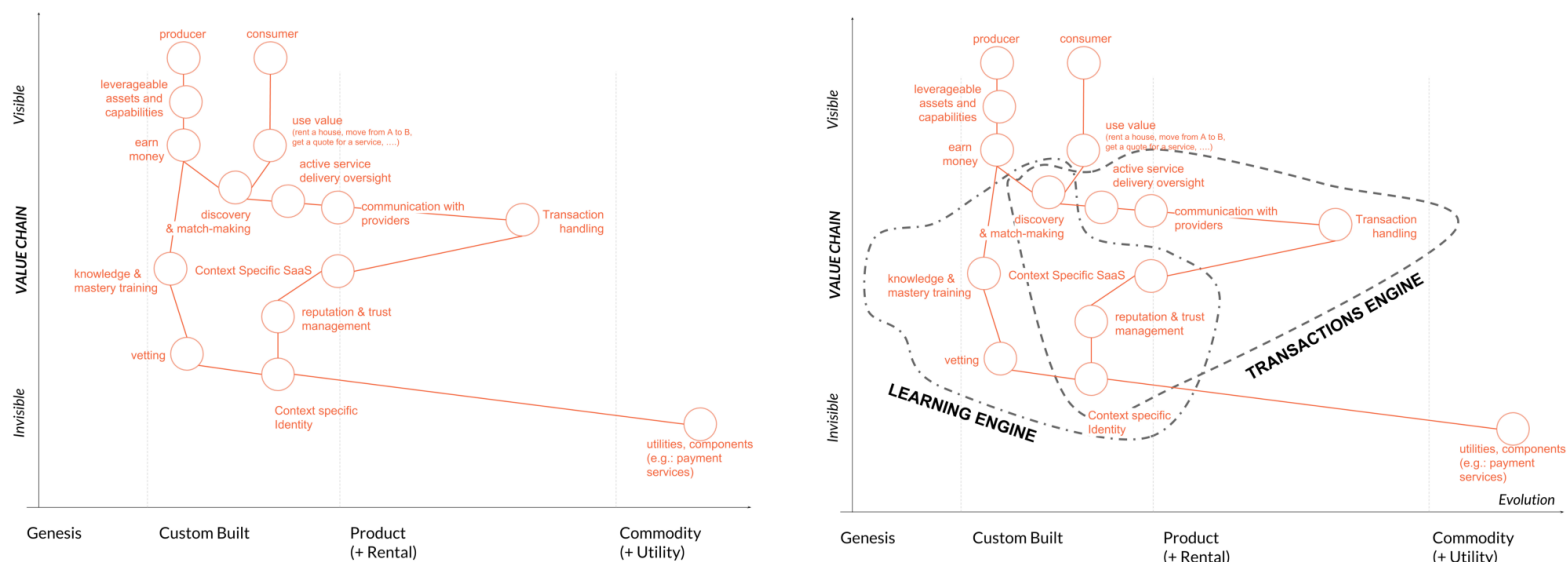 producer
consumer
leverageable
assets and
capabilities
use value
(rent a house, move from A to B,
get a quote for a service, ....)
earn
money
active service
delivery oversight
discovery
& match-making
communication with
providers
Transaction
handling
knowledge &
mastery training
Context Specific SaaS
reputation & trust
management
vetting
Context specific
Identity
utilities, components
(e.g.: payment
services)
Visible
VALUE CHAIN
Invisible
Genesis
Custom Built
Product
(+ Rental)
Commodity
(+ Utility)
producer
consumer
leverageable
assets and
capabilities
use value
(rent a house, move from A to B,
get a quote for a service, ....)
earn
money
active service
delivery oversight
discovery
& match-making
communication with
providers
Transaction
handling
knowledge &
mastery training
Context Specific SaaS
reputation & trust
management
vetting
Context specific
Identity
utilities, components
(e.g.: payment
services)
TRANSACTIONS ENGINE
LEARNING ENGINE
Visible
VALUE CHAIN
Invisible
Evolution
Genesis
Custom Built
Product
(+ Rental)
Commodity
(+ Utility)